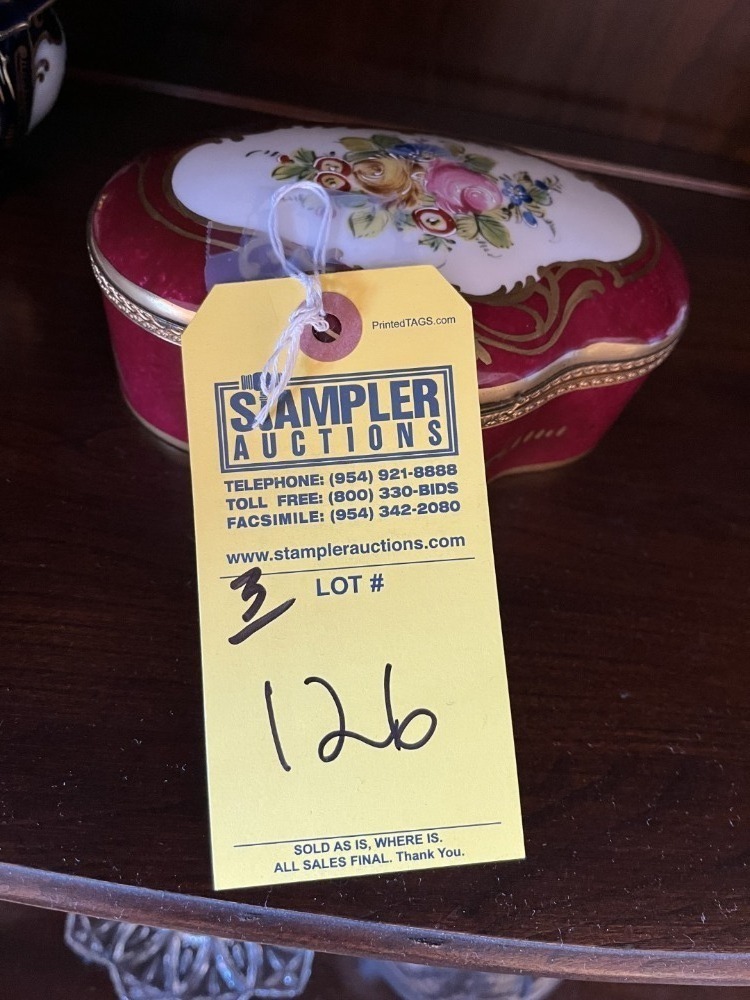 PrintedTAGS.com
STAMPLER
AUCTIONS
TELEPHONE: (954) 921-8888
TOLL FREE: (800) 330-BIDS
FACSIMILE: (954) 342-2080
www.stamplerauctions.com
3 LOT #
126
SOLD AS IS, WHERE IS.
ALL SALES FINAL. Thank You.